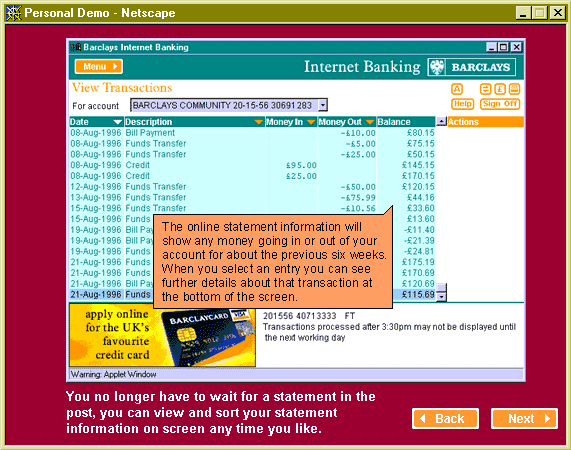 Personal Demo - Netscape
Barclays Internet Banking
Menu
Internet Banking BARCLAYS
View Transactions
For account BARCLAYS COMMUNITY 20-15-56 30691283
Help Sign Off
Date Description Money In Money Out Balance Actions
08-Aug-1996 Bill Payment -£10.00 £80.15
08-Aug-1996 Funds Transfer -£5.00 £75.15
08-Aug-1996 Funds Transfer -£25.00 £50.15
08-Aug-1996 Credit £95.00 £145.15
08-Aug-1996 Credit £25.00 £170.15
12-Aug-1996 Funds Transfer -£50.00 £120.15
13-Aug-1996 Funds Transfer -£75.99 £44.16
15-Aug-1996 Funds Transfer -£10.56 £33.60
15-Aug-1996 Funds £13.60
19-Aug-1996 Bill Pay -£11.40
19-Aug-1996 Bill Pay -£21.39
19-Aug-1996 Funds -£24.81
21-Aug-1996 Funds £175.19
21-Aug-1996 Funds £170.69
21-Aug-1996 Bill Pay £120.69
21-Aug-1996 Funds £115.69
The online statement information will
show any money going in or out of your
account for about the previous six weeks.
When you select an entry you can see
further details about that transaction at
the bottom of the screen.
apply online
for the UK's
favourite
credit card
BARCLAYCARD
VISA
201556 40713333 FT
Transactions processed after 3:30pm may not be displayed until
the next working day
Warning: Applet Window
You no longer have to wait for a statement in the
post, you can view and sort your statement
information on screen any time you like.
Back Next